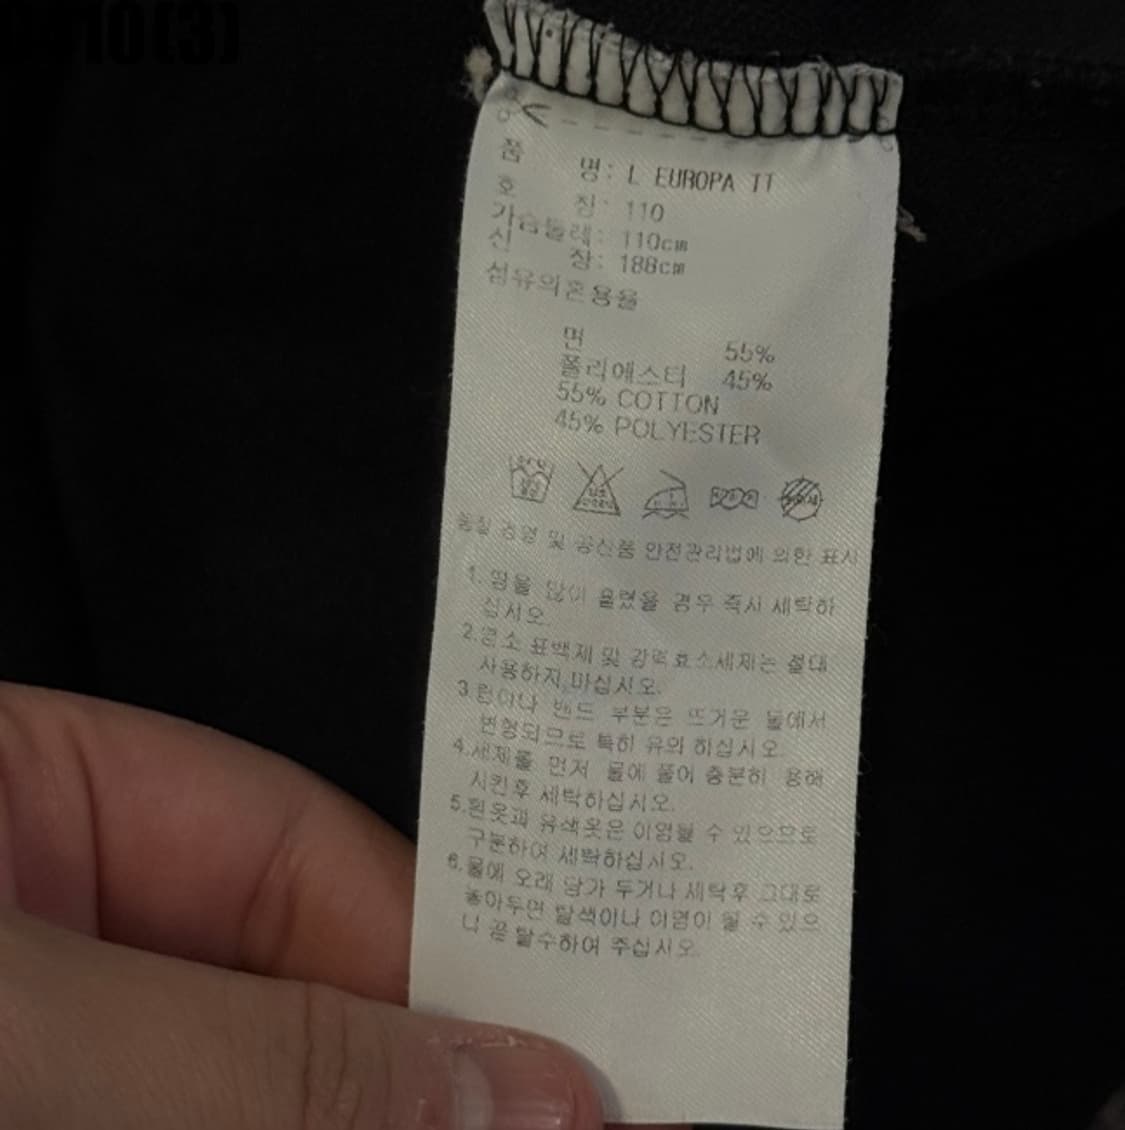 0810(3)
품 명: L EUROPA TT
호 칭: 110
가슴둘레: 110cm
신 장: 188cm
섬유의혼용율
면 55%
폴리에스터 45%
55% COTTON
45% POLYESTER
품질 경영 및 공산품 안전관리법에 의한 표시
1. 땀을 많이 흘렸을 경우 즉시 세탁하
십시오.
2.염소 표백제 및 강력효소세제는 절대
사용하지 마십시오.
3.런이나 밴드 부분은 뜨거운 물에서
변형되므로 특히 유의 하십시오.
4.세제를 먼저 물에 풀어 충분히 용해
시킨후 세탁하십시오.
5.흰옷과 유색옷은 이염될 수 있으므로
구분하여 세탁하십시오.
6.물에 오래 담가 두거나 세탁후 그대로
놓아두면 탈색이나 이염이 될 수 있으
니 곧 탈수하여 주십시오.